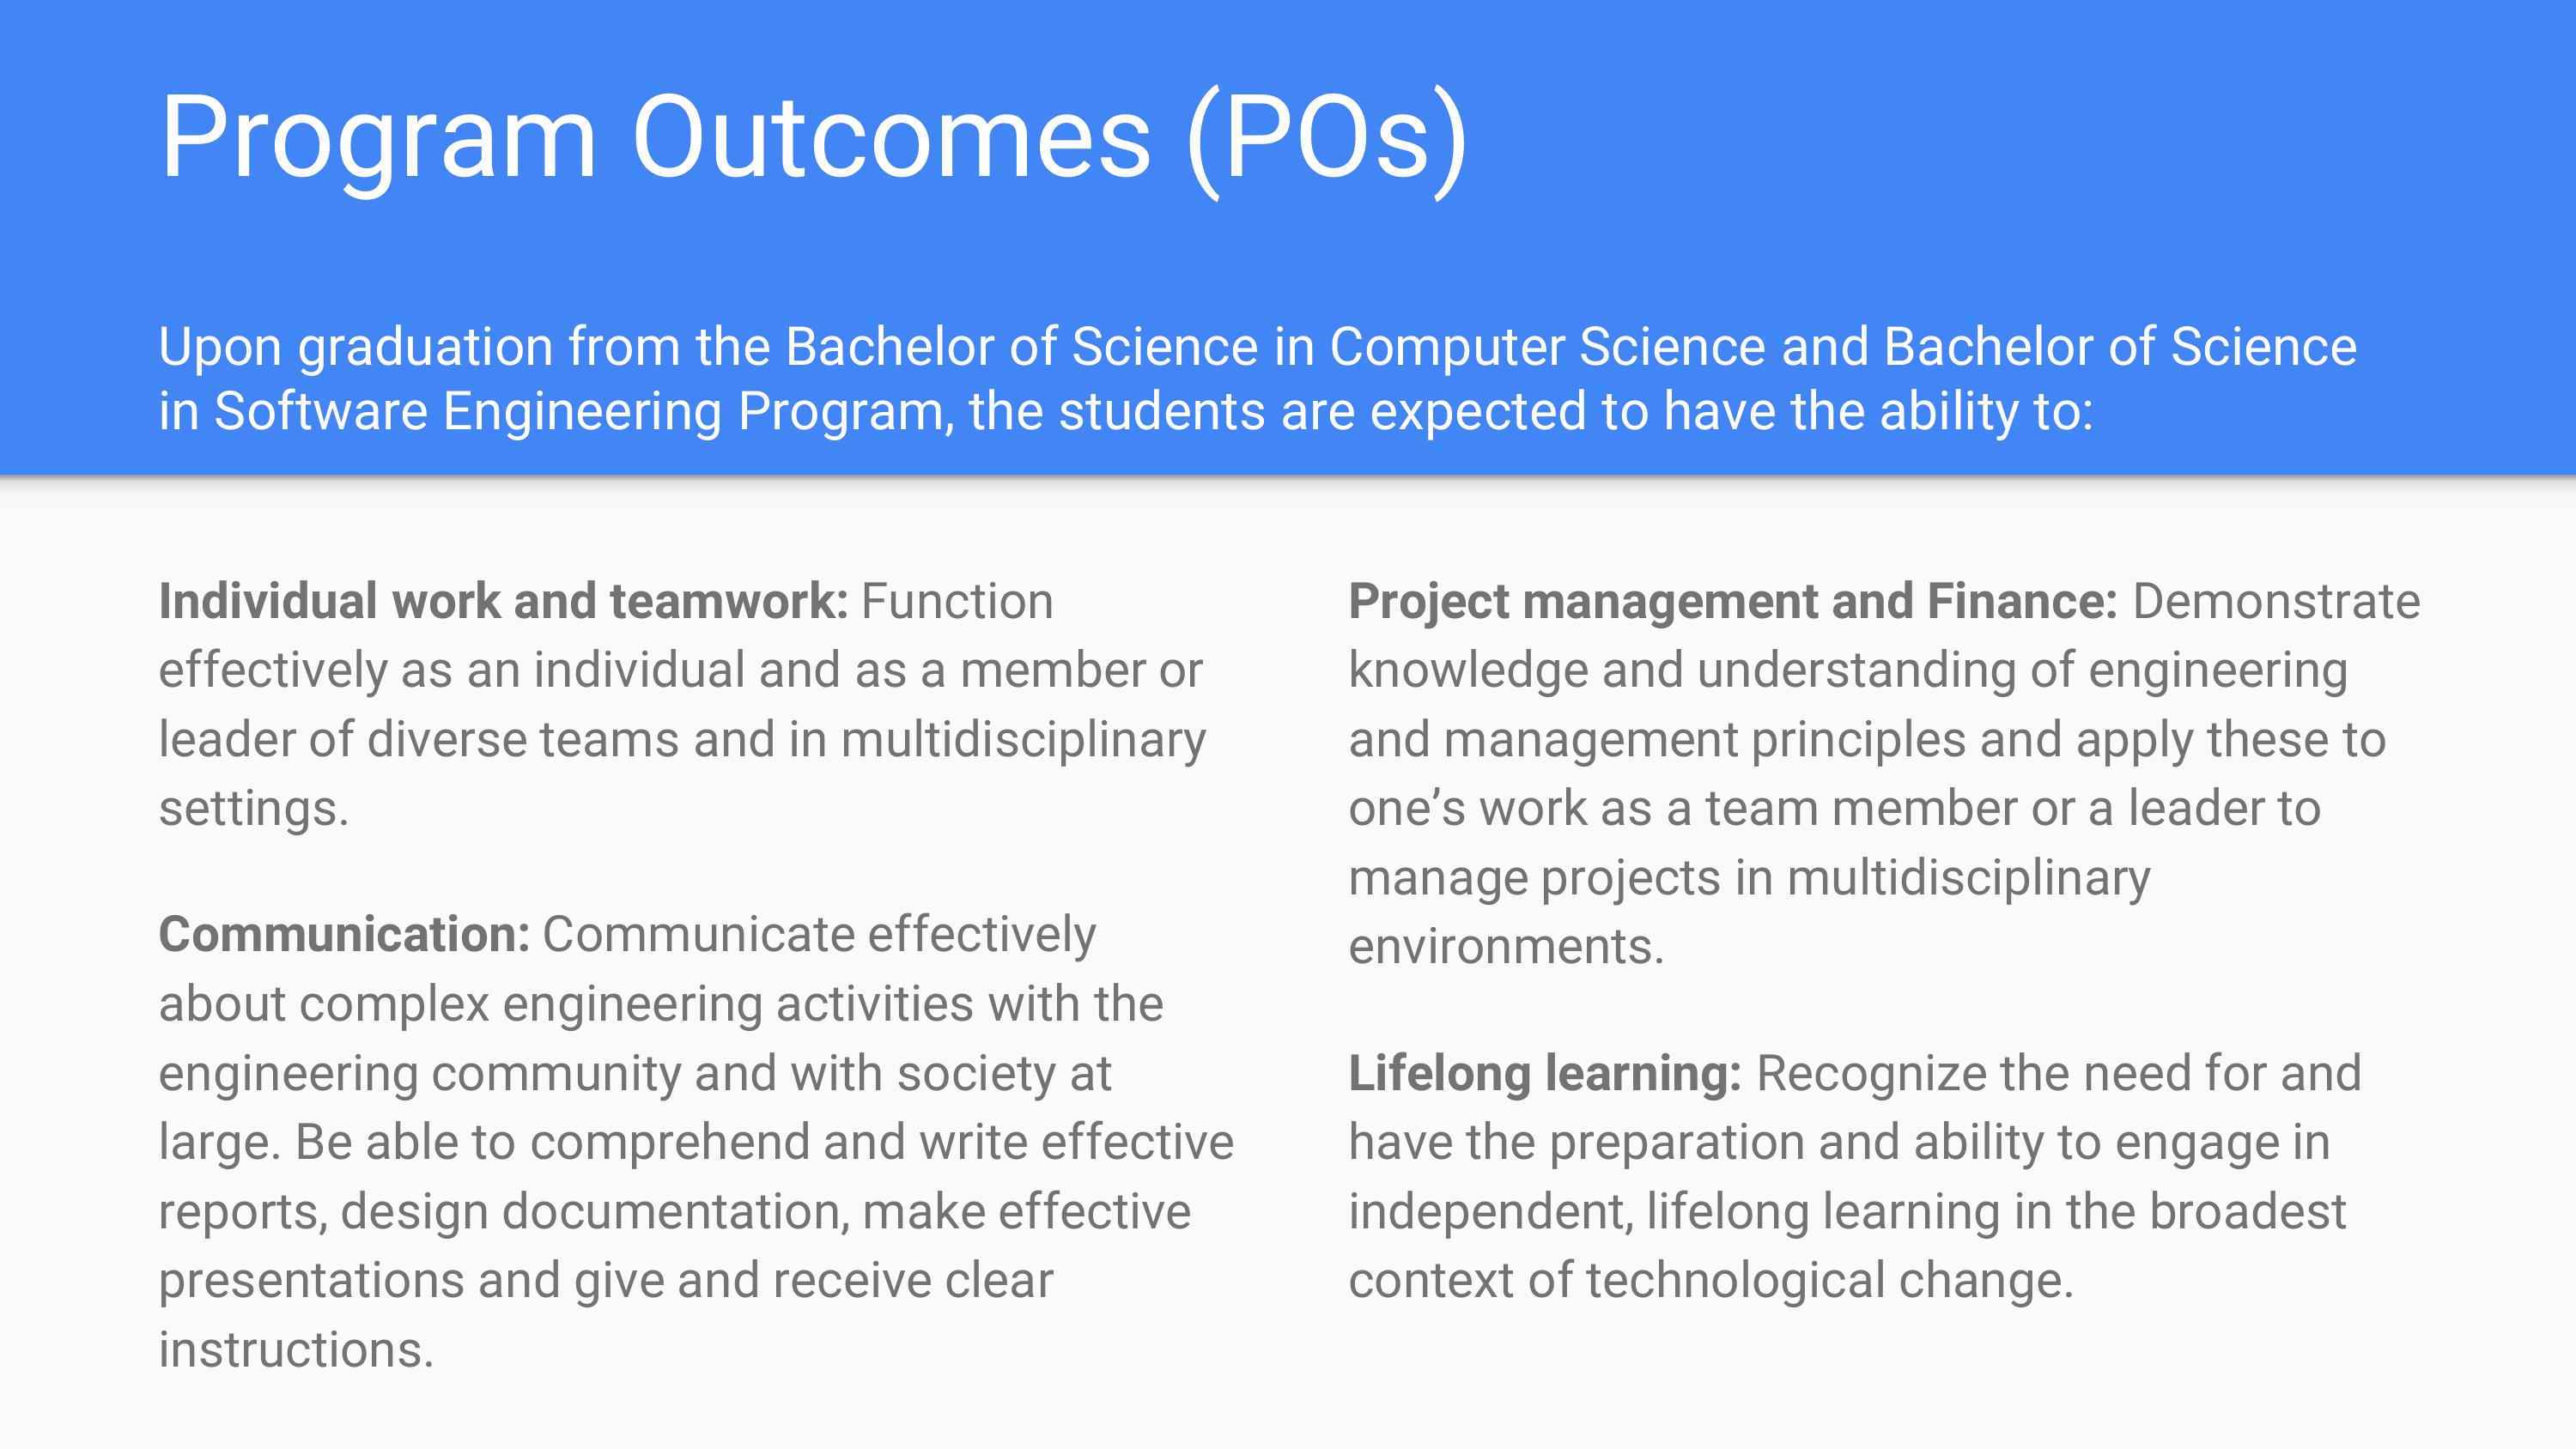 Program Outcomes (POs)
Upon graduation from the Bachelor of Science in Computer Science and Bachelor of Science
in Software Engineering Program, the students are expected to have the ability to:
Individual work and teamwork: Function
effectively as an individual and as a member or
leader of diverse teams and in multidisciplinary
settings.
Communication: Communicate effectively
about complex engineering activities with the
engineering community and with society at
large. Be able to comprehend and write effective
reports, design documentation, make effective
presentations and give and receive clear
instructions.
Project management and Finance: Demonstrate
knowledge and understanding of engineering
and management principles and apply these to
one’s work as a team member or a leader to
manage projects in multidisciplinary
environments.
Lifelong learning: Recognize the need for and
have the preparation and ability to engage in
independent, lifelong learning in the broadest
context of technological change.